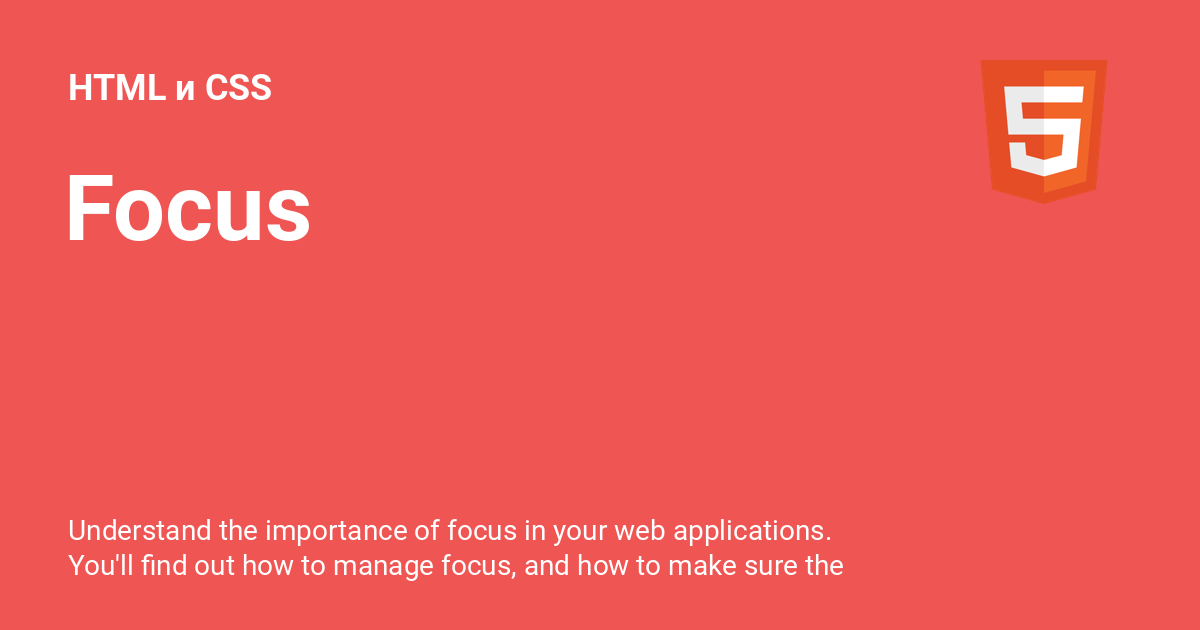 HTML и CSS
5
Focus
Understand the importance of focus in your web applications.
You'll find out how to manage focus, and how to make sure the